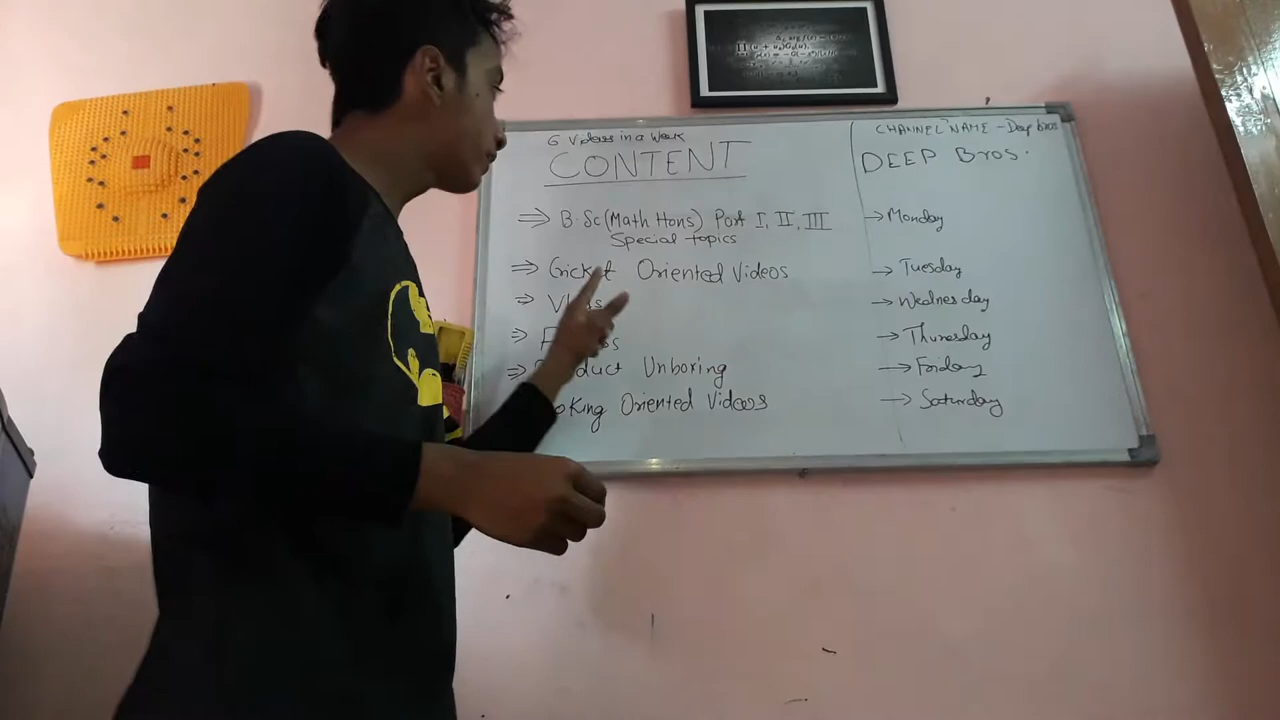 6 Videos in a Week
CONTENT
⇒ B.Sc (Math Hons) Part I, II, III
Special topics
⇒ Cricket Oriented Videos
⇒
⇒
⇒ Unboxing
Oriented Videos
CHANNEL NAME - Deep bros
DEEP Bros.
→ Monday
→ Tuesday
→ Wednesday
→ Thursday
→ Friday
→ Saturday